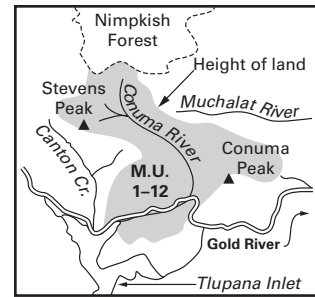 Nimpkish
Forest
Height of land
Stevens
Peak
Conuma River
Muchalat River
Canton Cr.
Conuma
Peak
M.U.
1–12
Gold River
Tlupana Inlet